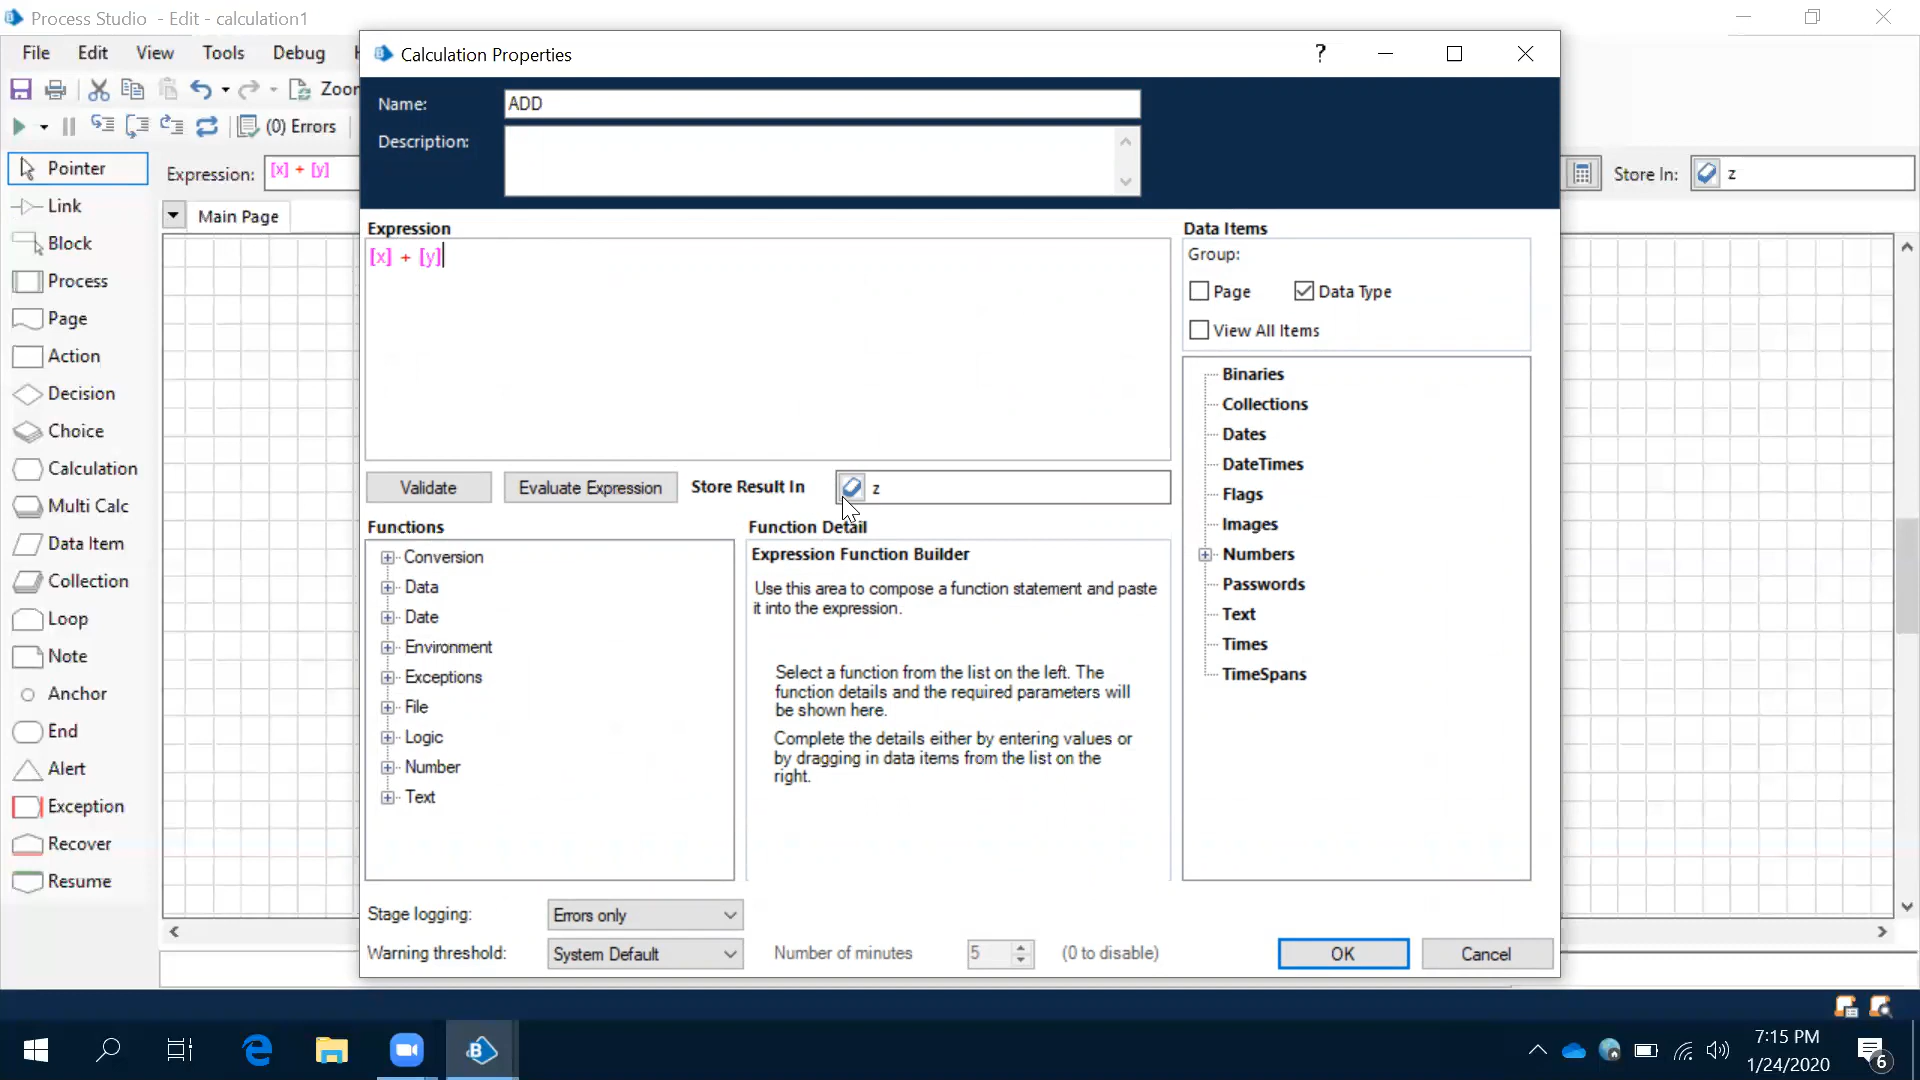 Process Studio - Edit - calculation1
File Edit View Tools Debug
Zoom
(0) Errors
Calculation Properties
?
Name: ADD
Description:
Pointer
Link
Block
Process
Page
Action
Decision
Choice
Calculation
Multi Calc
Data Item
Collection
Loop
Note
Anchor
End
Alert
Exception
Recover
Resume
Expression: [x] + [y]
Main Page
Store In: z
Expression
[x] + [y]
Validate Evaluate Expression Store Result In z
Functions
Conversion
Data
Date
Environment
Exceptions
File
Logic
Number
Text
Function Detail
Expression Function Builder
Use this area to compose a function statement and paste
it into the expression.
Select a function from the list on the left. The
function details and the required parameters will
be shown here.
Complete the details either by entering values or
by dragging in data items from the list on the
right.
Data Items
Group:
Page Data Type
View All Items
Binaries
Collections
Dates
DateTimes
Flags
Images
Numbers
Passwords
Text
Times
TimeSpans
Stage logging: Errors only
Warning threshold: System Default Number of minutes 5 (0 to disable)
OK Cancel
7:15 PM
1/24/2020
6